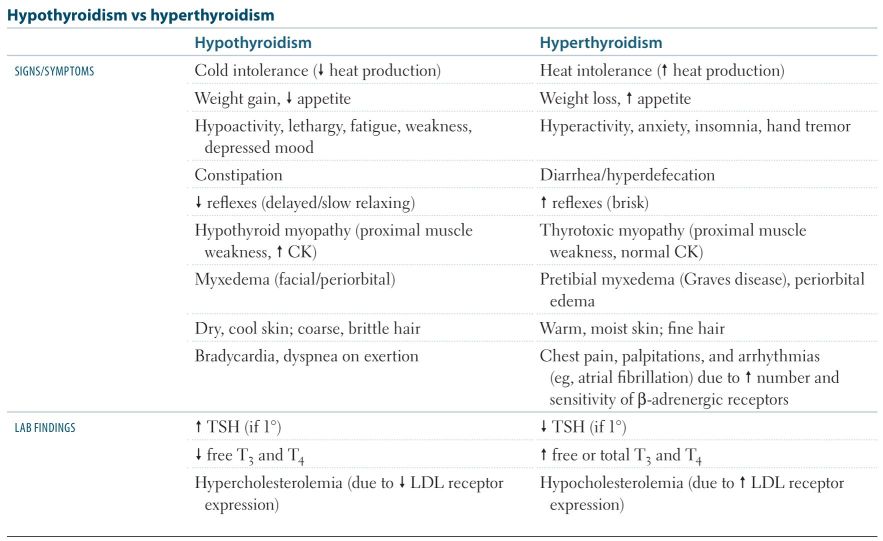 Hypothyroidism vs hyperthyroidism
Hypothyroidism Hyperthyroidism
SIGNS/SYMPTOMS Cold intolerance (↓ heat production) Heat intolerance (↑ heat production)
Weight gain, ↓ appetite Weight loss, ↑ appetite
Hypoactivity, lethargy, fatigue, weakness, Hyperactivity, anxiety, insomnia, hand tremor
depressed mood
Constipation Diarrhea/hyperdefecation
↓ reflexes (delayed/slow relaxing) ↑ reflexes (brisk)
Hypothyroid myopathy (proximal muscle Thyrotoxic myopathy (proximal muscle
weakness, ↑ CK) weakness, normal CK)
Myxedema (facial/periorbital) Pretibial myxedema (Graves disease), periorbital
edema
Dry, cool skin; coarse, brittle hair Warm, moist skin; fine hair
Bradycardia, dyspnea on exertion Chest pain, palpitations, and arrhythmias
(eg, atrial fibrillation) due to ↑ number and
sensitivity of β-adrenergic receptors
LAB FINDINGS ↑ TSH (if 1°) ↓ TSH (if 1°)
↓ free T₃ and T₄ ↑ free or total T₃ and T₄
Hypercholesterolemia (due to ↓ LDL receptor Hypocholesterolemia (due to ↑ LDL receptor
expression) expression)